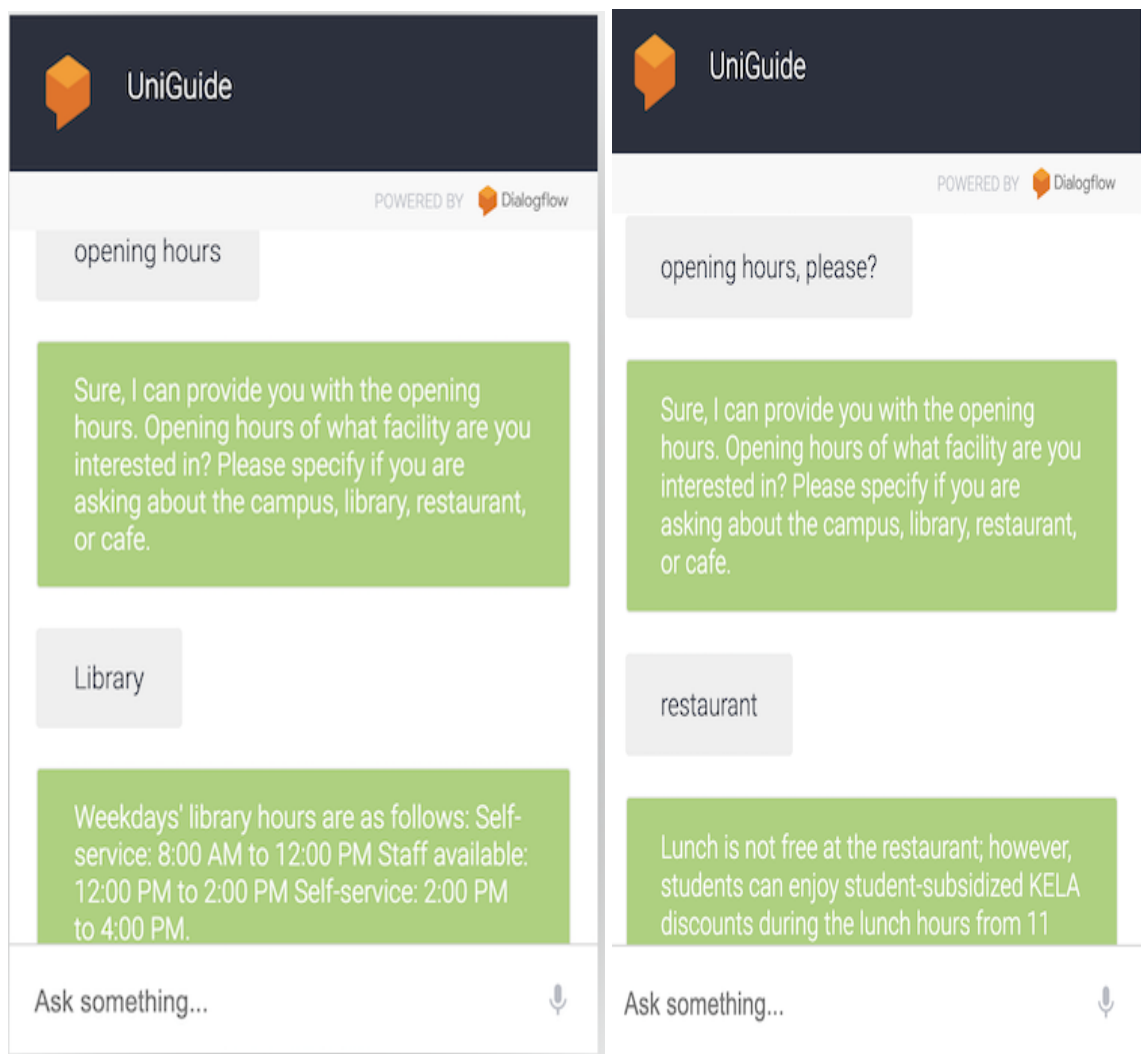 UniGuide
POWERED BY Dialogflow
opening hours
Sure, I can provide you with the opening
hours. Opening hours of what facility are you
interested in? Please specify if you are
asking about the campus, library, restaurant,
or cafe.
Library
Weekdays' library hours are as follows: Self-
service: 8:00 AM to 12:00 PM Staff available:
12:00 PM to 2:00 PM Self-service: 2:00 PM
to 4:00 PM.
Ask something...
UniGuide
POWERED BY Dialogflow
opening hours, please?
Sure, I can provide you with the opening
hours. Opening hours of what facility are you
interested in? Please specify if you are
asking about the campus, library, restaurant,
or cafe.
restaurant
Lunch is not free at the restaurant; however,
students can enjoy student-subsidized KELA
discounts during the lunch hours from 11
Ask something...